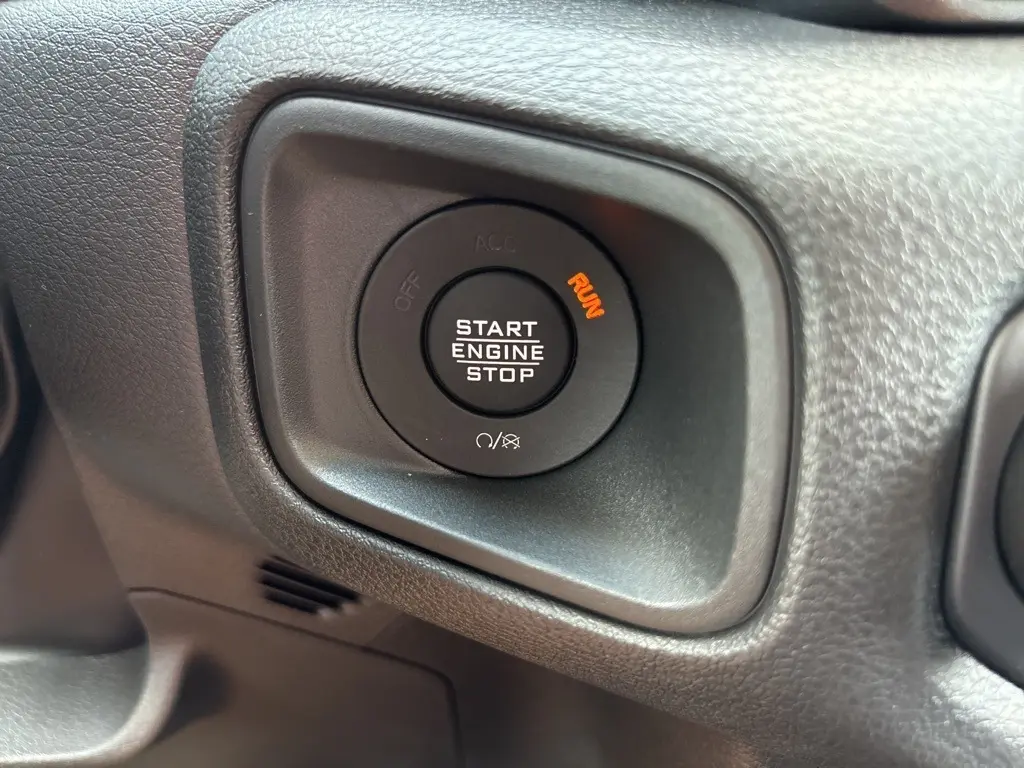 ACC
OFF
RUN
START
ENGINE
STOP